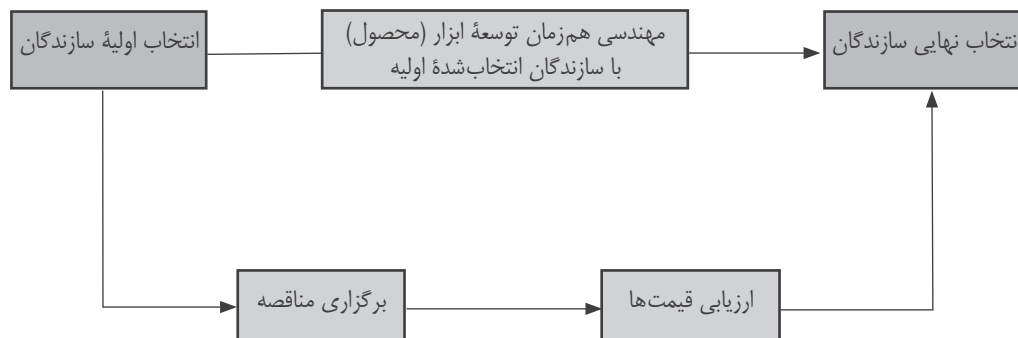 انتخاب اولیهٔ سازندگان
مهندسی هم‌زمان توسعهٔ ابزار (محصول)
با سازندگان انتخاب‌شدهٔ اولیه
نتخاب نهایی سازندگان
برگزاری مناقصه
ارزیابی قیمت‌ها